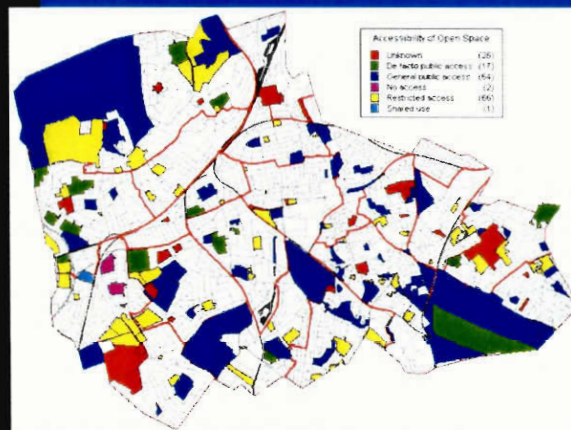 Accessibility of Open Space
Unknown (26)
De facto public access (17)
General public access (64)
No access (2)
Restricted access (66)
Shared use (1)